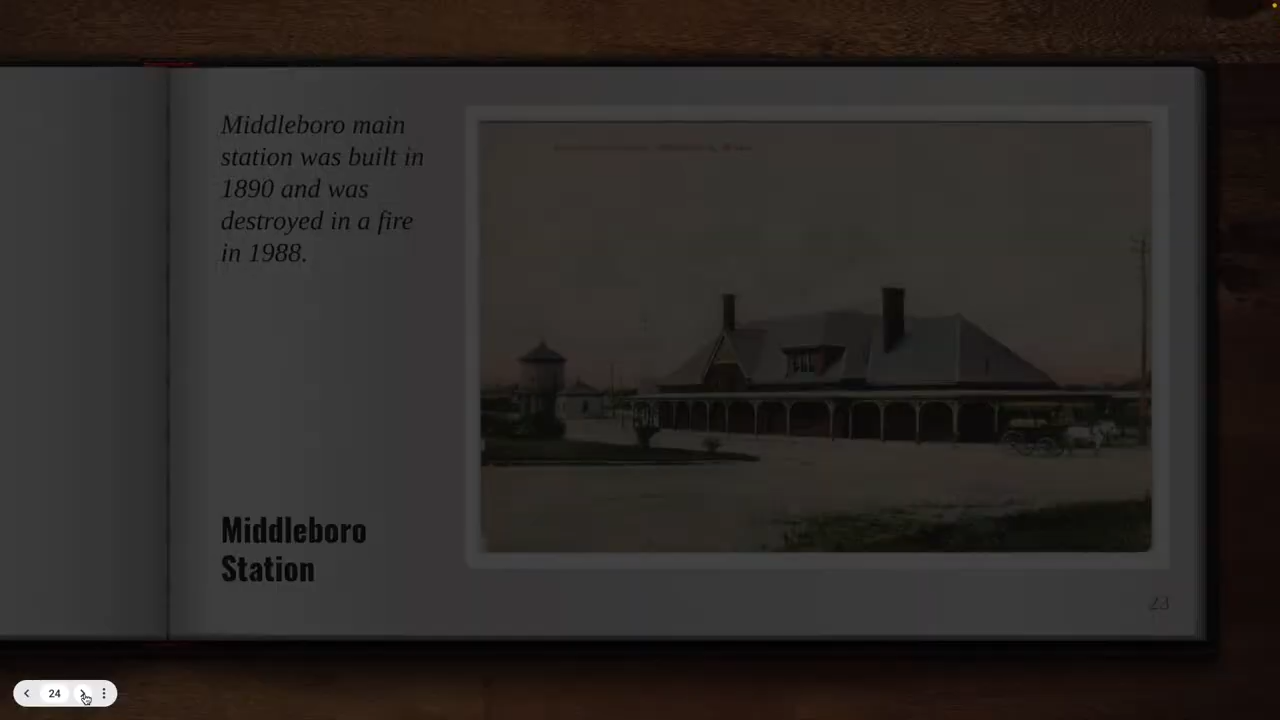 Middleboro main
station was built in
1890 and was
destroyed in a fire
in 1988.
Middleboro
Station
23
24